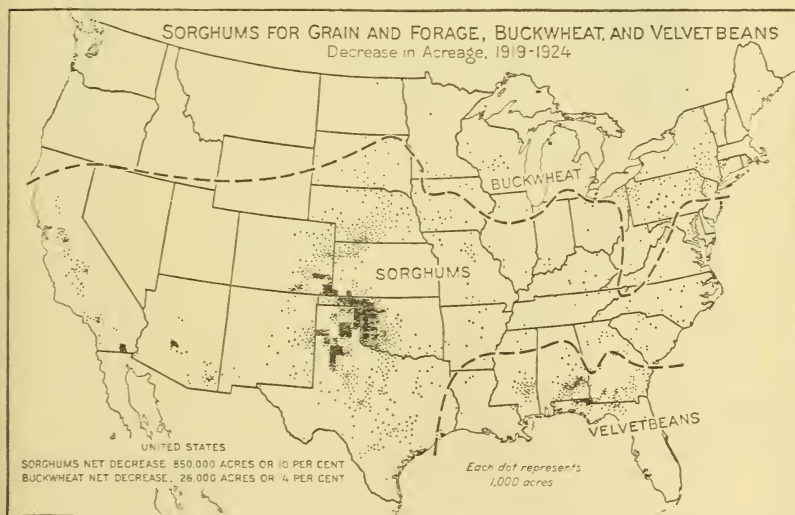 SORGHUMS FOR GRAIN AND FORAGE, BUCKWHEAT, AND VELVETBEANS
Decrease in Acreage, 1919-1924
BUCKWHEAT
SORGHUMS
VELVETBEANS
UNITED STATES
SORGHUMS NET DECREASE 850,000 ACRES OR 10 PER CENT
BUCKWHEAT NET DECREASE, 26,000 ACRES OR 4 PER CENT
Each dot represents
1,000 acres